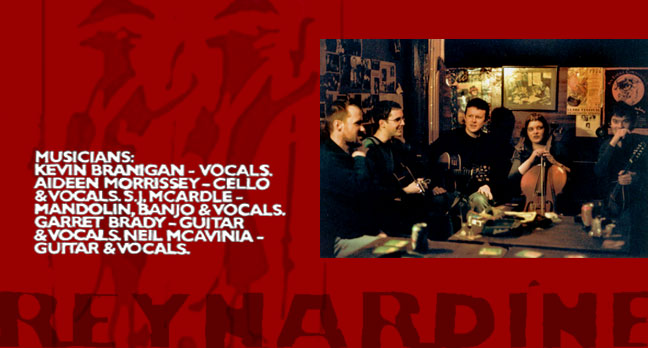 MUSICIANS:
KEVIN BRANIGAN – VOCALS.
AIDEEN MORRISSEY – CELLO
& VOCALS. S.J. MCARDLE –
MANDOLIN, BANJO & VOCALS.
GARRET BRADY – GUITAR
& VOCALS. NEIL MCAVINIA –
GUITAR & VOCALS.
REYNARDINE